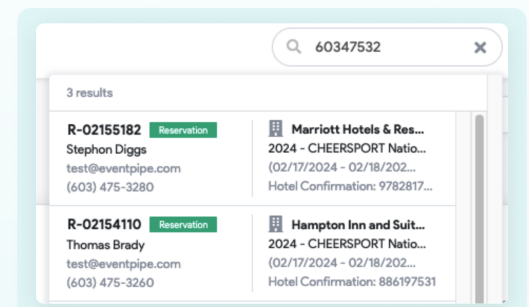 60347532
3 results
R-02155182 Reservation
Stephon Diggs
test@eventpipe.com
(603) 475-3280
Marriott Hotels & Res...
2024 - CHEERSPORT Natio...
(02/17/2024 - 02/18/202...
Hotel Confirmation: 9782817...
R-02154110 Reservation
Thomas Brady
test@eventpipe.com
(603) 475-3260
Hampton Inn and Suit...
2024 - CHEERSPORT Natio...
(02/17/2024 - 02/18/202...
Hotel Confirmation: 886197531